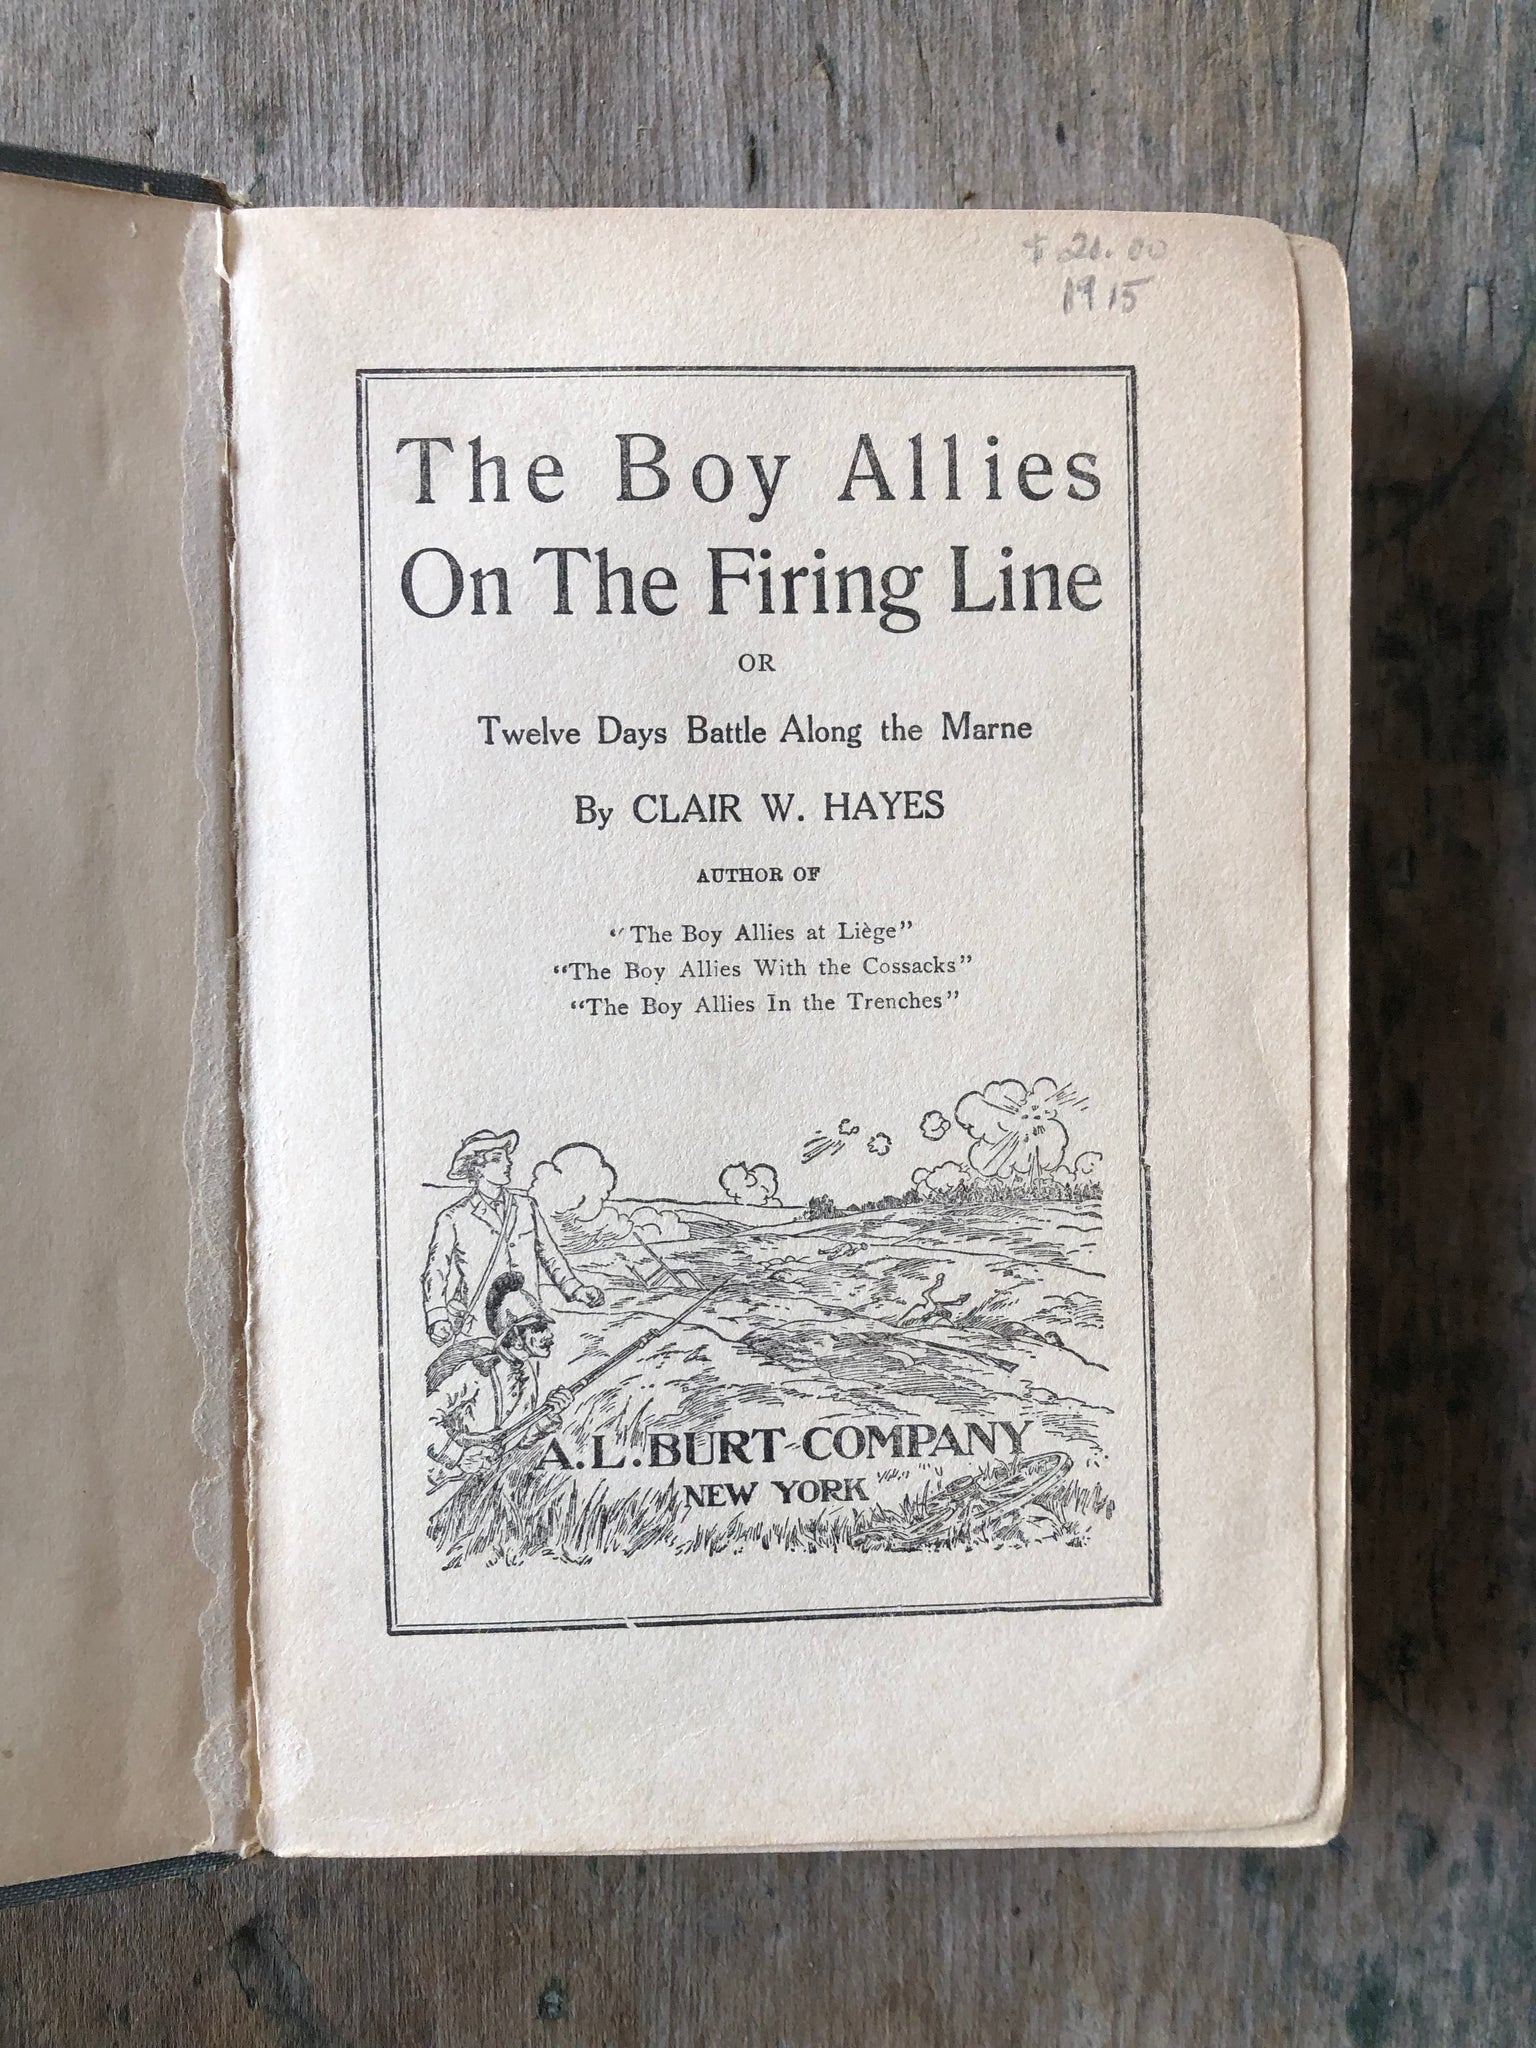 $ 20.00
1915
The Boy Allies
On The Firing Line
OR
Twelve Days Battle Along the Marne
By CLAIR W. HAYES
AUTHOR OF
"The Boy Allies at Liège"
"The Boy Allies With the Cossacks"
"The Boy Allies In the Trenches"
A. L. BURT COMPANY
NEW YORK